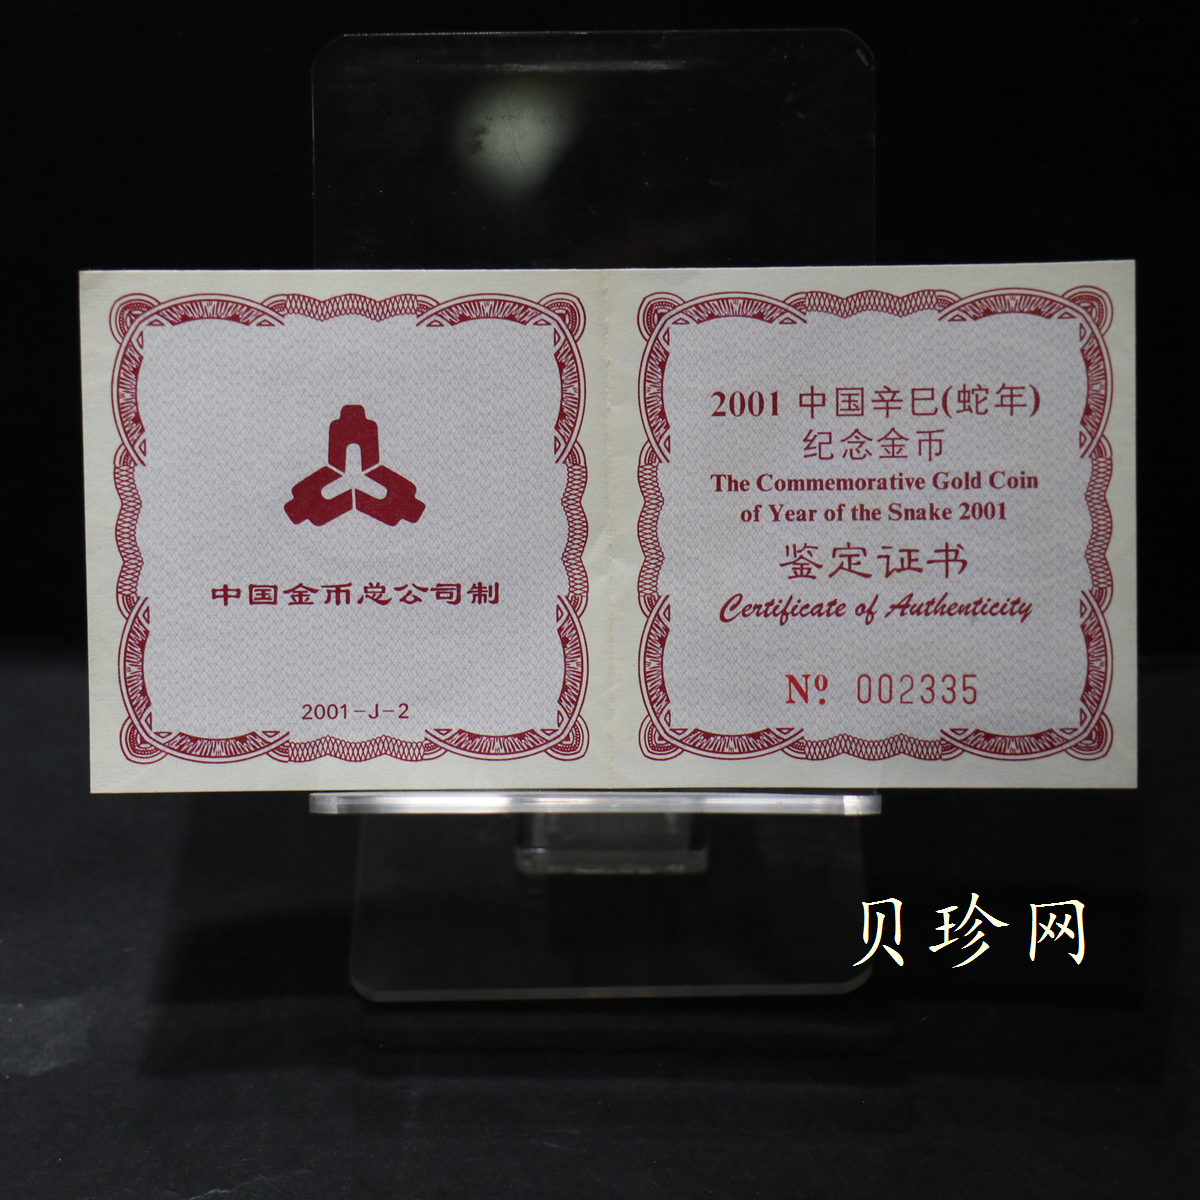 中国金币总公司制
2001-J-2
2001 中国辛巳(蛇年)
纪念金币
The Commemorative Gold Coin
of Year of the Snake 2001
鉴定证书
Certificate of Authenticity
Nº 002335
贝珍网